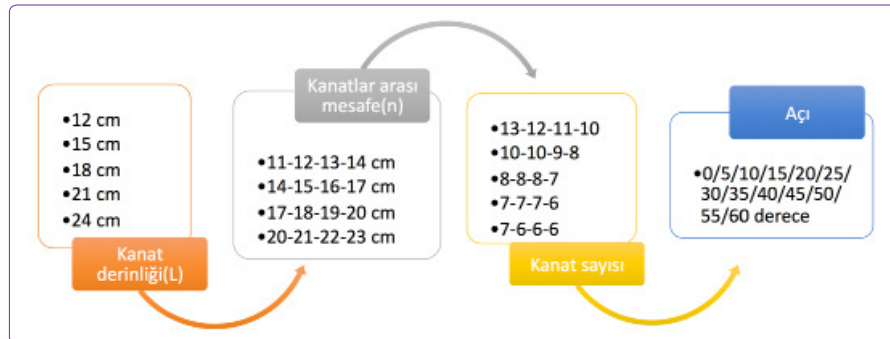 •12 cm
•15 cm
•18 cm
•21 cm
•24 cm
Kanat
derinliği(L)
Kanatlar arası
mesafe(n)
•11-12-13-14 cm
•14-15-16-17 cm
•17-18-19-20 cm
•20-21-22-23 cm
•13-12-11-10
•10-10-9-8
•8-8-8-7
•7-7-7-6
•7-6-6-6
Kanat sayısı
Açı
•0/5/10/15/20/25/
30/35/40/45/50/
55/60 derece